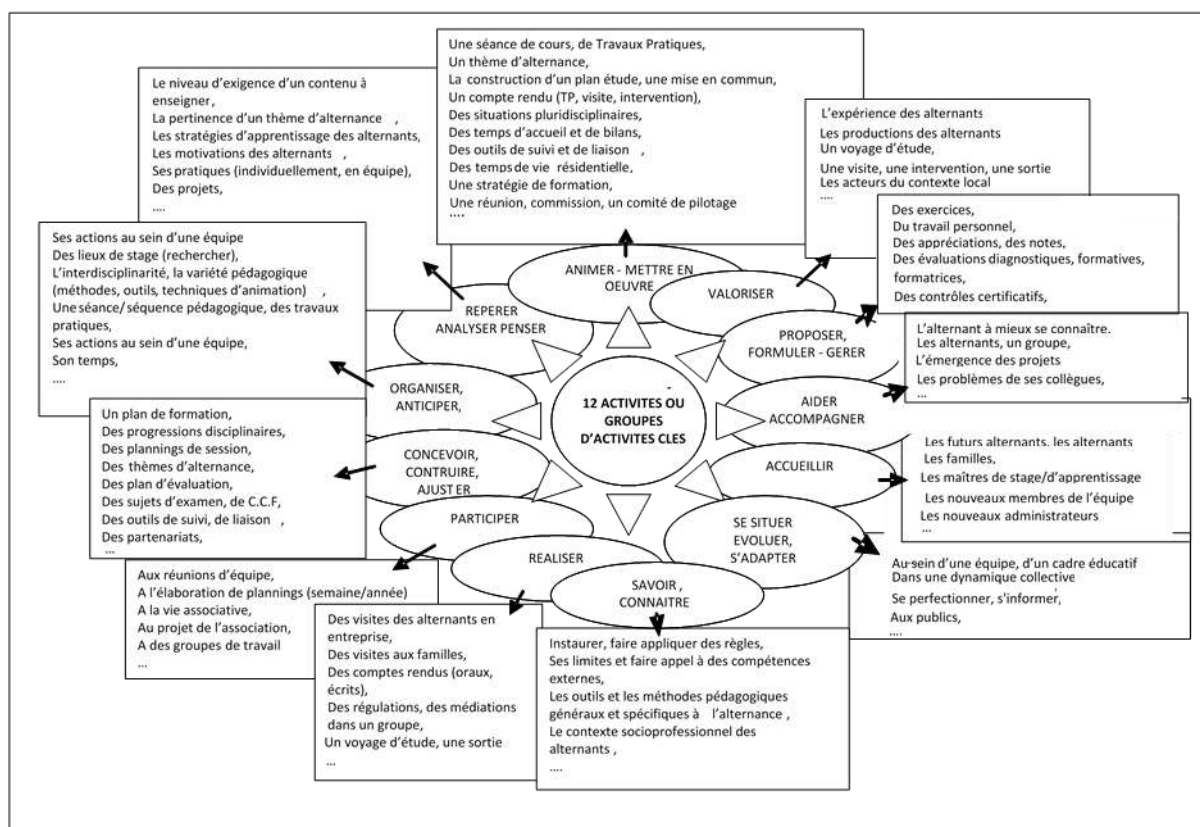 Une séance de cours, de Travaux Pratiques,
Un thème d'alternance,
La construction d'un plan étude, une mise en commun,
Un compte rendu (TP, visite, intervention),
Des situations pluridisciplinaires,
Des temps d'accueil et de bilans,
Des outils de suivi et de liaison ,
Des temps de vie résidentielle,
Une stratégie de formation,
Une réunion, commission, un comité de pilotage
....
Le niveau d'exigence d'un contenu à
enseigner,
La pertinence d'un thème d'alternance ,
Les stratégies d'apprentissage des alternants,
Les motivations des alternants ,
Ses pratiques (individuellement, en équipe),
Des projets,
....
L'expérience des alternants
Les productions des alternants
Un voyage d'étude,
Une visite, une intervention, une sortie
Les acteurs du contexte local
....
Des exercices,
Du travail personnel,
Des appréciations, des notes,
Des évaluations diagnostiques, formatives,
formatrices,
Des contrôles certificatifs,
Ses actions au sein d'une équipe
Des lieux de stage (rechercher),
L'interdisciplinarité, la variété pédagogique
(méthodes, outils, techniques d'animation) ,
Une séance/ séquence pédagogique, des travaux
pratiques,
Ses actions au sein d'une équipe,
Son temps,
....
L'alternant à mieux se connaître.
Les alternants, un groupe,
L'émergence des projets
Les problèmes de ses collègues,
...
ANIMER - METTRE EN
OEUVRE
VALORISER
REPERER
ANALYSER PENSER
PROPOSER,
FORMULER - GERER
ORGANISER,
ANTICIPER,
AIDER
ACCOMPAGNER
12 ACTIVITES OU
GROUPES
D'ACTIVITES CLES
CONCEVOIR,
CONTRUIRE,
AJUSTER
ACCUEILLIR
PARTICIPER
SE SITUER
EVOLUER,
S'ADAPTER
REALISER
SAVOIR ,
CONNAITRE
Un plan de formation,
Des progressions disciplinaires,
Des plannings de session,
Des thèmes d'alternance,
Des plan d'évaluation,
Des sujets d'examen, de C.C.F,
Des outils de suivi, de liaison ,
Des partenariats,
...
Les futurs alternants, les alternants
Les familles,
Les maîtres de stage/d'apprentissage
Les nouveaux membres de l'équipe
Les nouveaux administrateurs
...
Au-sein d'une équipe, d'un cadre éducatif
Dans une dynamique collective
Se perfectionner, s'informer,
Aux publics,
....
Aux réunions d'équipe,
A l'élaboration de plannings (semaine/année)
A la vie associative,
Au projet de l'association,
A des groupes de travail
...
Des visites des alternants en
entreprise,
Des visites aux familles,
Des comptes rendus (oraux,
écrits),
Des régulations, des médiations
dans un groupe,
Un voyage d'étude, une sortie
...
Instaurer, faire appliquer des règles,
Ses limites et faire appel à des compétences
externes,
Les outils et les méthodes pédagogiques
généraux et spécifiques à l'alternance ,
Le contexte socioprofessionnel des
alternants ,
....